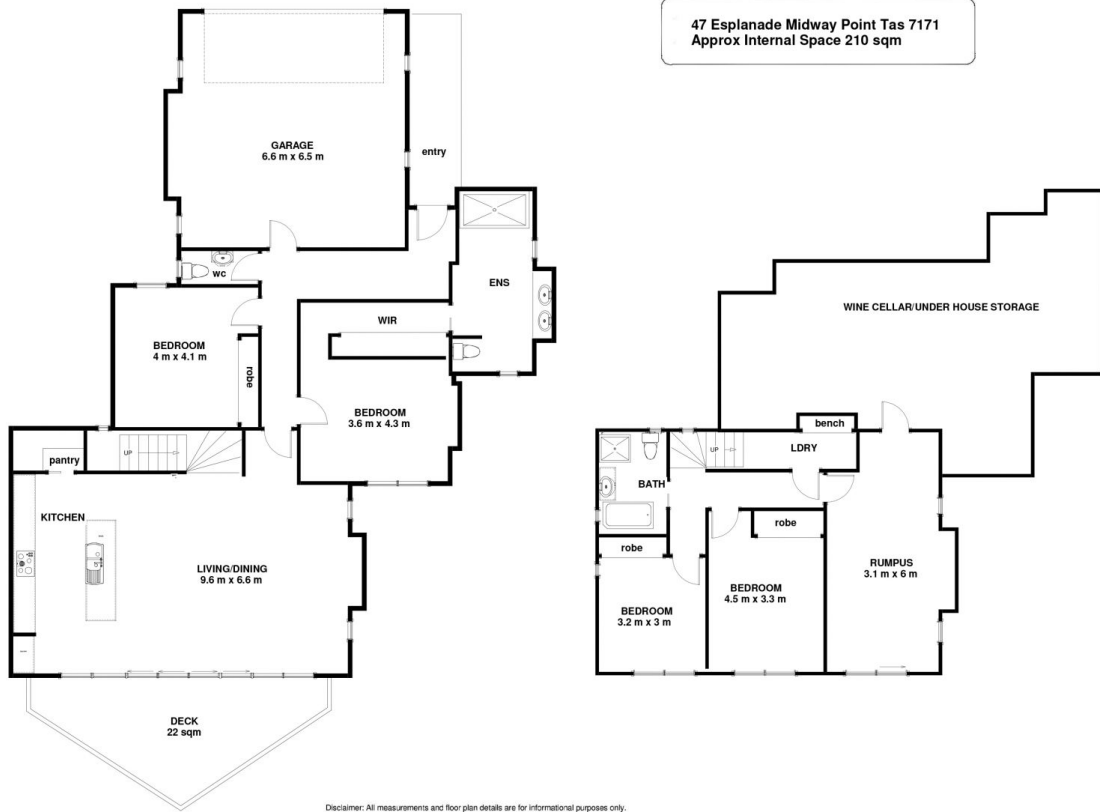 47 Esplanade Midway Point Tas 7171
Approx Internal Space 210 sqm
GARAGE
6.6 m x 6.5 m
entry
wc
ENS
WIR
BEDROOM
4 m x 4.1 m
robe
BEDROOM
3.6 m x 4.3 m
UP
pantry
KITCHEN
LIVING/DINING
9.6 m x 6.6 m
DECK
22 sqm
WINE CELLAR/UNDER HOUSE STORAGE
bench
UP
LDRY
BATH
robe
robe
RUMPUS
3.1 m x 6 m
BEDROOM
4.5 m x 3.3 m
BEDROOM
3.2 m x 3 m
Disclaimer: All measurements and floor plan details are for informational purposes only.